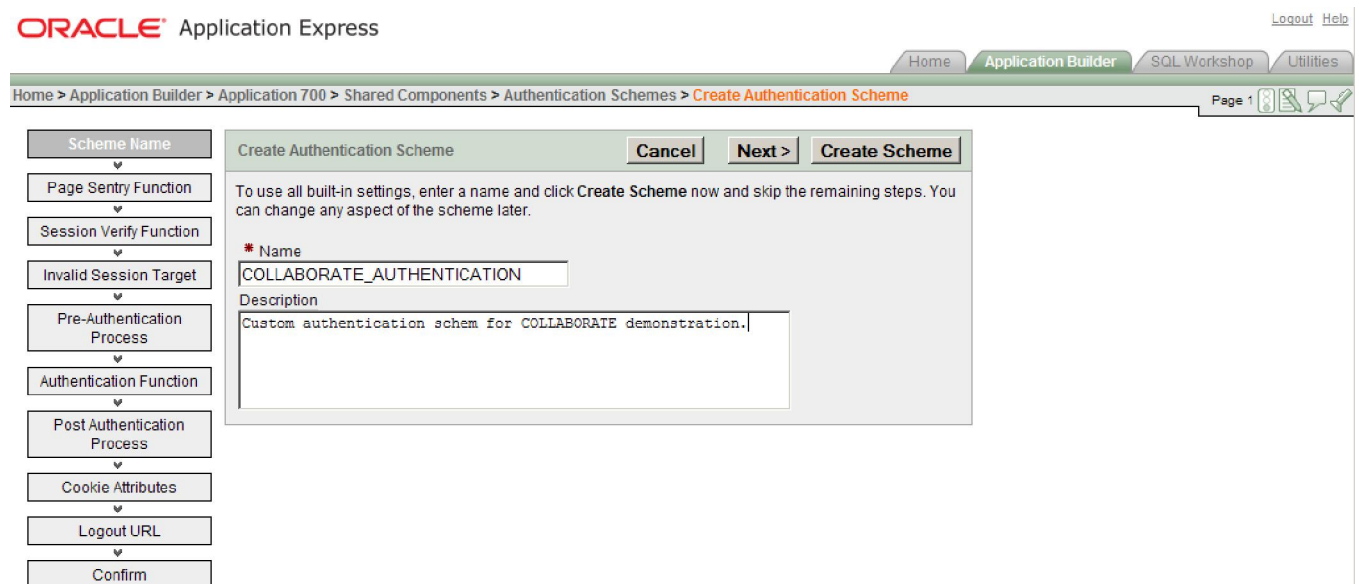 ORACLE® Application Express
Logout Help
Home Application Builder SQL Workshop Utilities
Home > Application Builder > Application 700 > Shared Components > Authentication Schemes > Create Authentication Scheme
Page 1
Scheme Name
Page Sentry Function
Session Verify Function
Invalid Session Target
Pre-Authentication
Process
Authentication Function
Post Authentication
Process
Cookie Attributes
Logout URL
Confirm
Create Authentication Scheme
Cancel Next > Create Scheme
To use all built-in settings, enter a name and click Create Scheme now and skip the remaining steps. You
can change any aspect of the scheme later.
* Name
COLLABORATE_AUTHENTICATION
Description
Custom authentication schem for COLLABORATE demonstration.